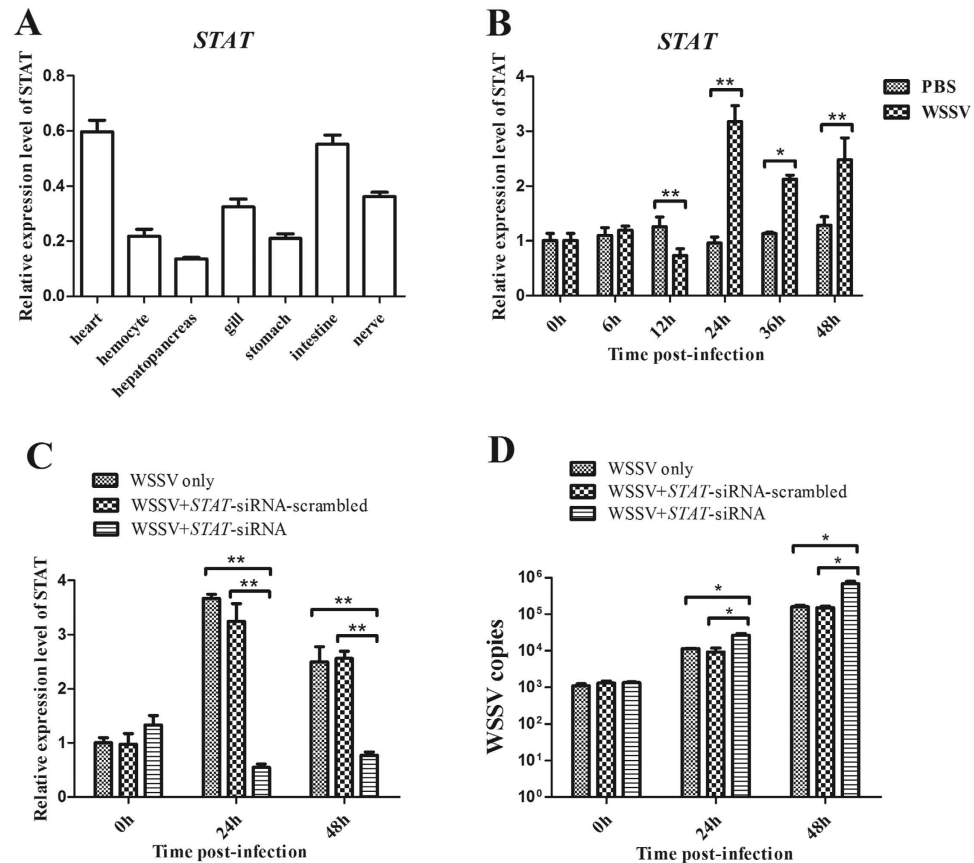 A
STAT
Relative expression level of STAT
0.8
0.6
0.4
0.2
0.0
heart
hemocyte
hepatopancreas
gill
stomach
intestine
nerve
B
STAT
Relative expression level of STAT
4
3
2
1
0
**
**
*
**
PBS
WSSV
0h
6h
12h
24h
36h
48h
Time post-infection
C
WSSV only
WSSV+STAT-siRNA-scrambled
WSSV+STAT-siRNA
Relative expression level of STAT
4
3
2
1
0
**
**
**
**
0h
24h
48h
Time post-infection
D
WSSV only
WSSV+STAT-siRNA-scrambled
WSSV+STAT-siRNA
WSSV copies
10⁶
10⁵
10⁴
10³
10²
10¹
10⁰
*
*
*
*
0h
24h
48h
Time post-infection